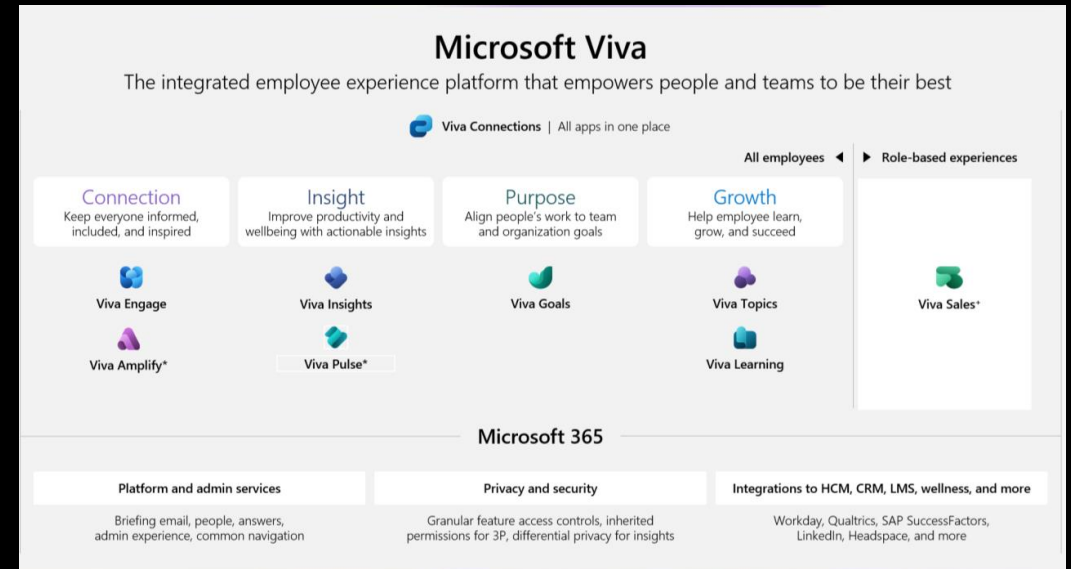 Microsoft Viva
The integrated employee experience platform that empowers people and teams to be their best
Viva Connections | All apps in one place
All employees ◀ ▶ Role-based experiences
Connection
Keep everyone informed,
included, and inspired
Insight
Improve productivity and
wellbeing with actionable insights
Purpose
Align people's work to team
and organization goals
Growth
Help employee learn,
grow, and succeed
Viva Engage
Viva Insights
Viva Goals
Viva Topics
Viva Sales⁺
Viva Amplify*
Viva Pulse*
Viva Learning
Microsoft 365
Platform and admin services
Briefing email, people, answers,
admin experience, common navigation
Privacy and security
Granular feature access controls, inherited
permissions for 3P, differential privacy for insights
Integrations to HCM, CRM, LMS, wellness, and more
Workday, Qualtrics, SAP SuccessFactors,
LinkedIn, Headspace, and more